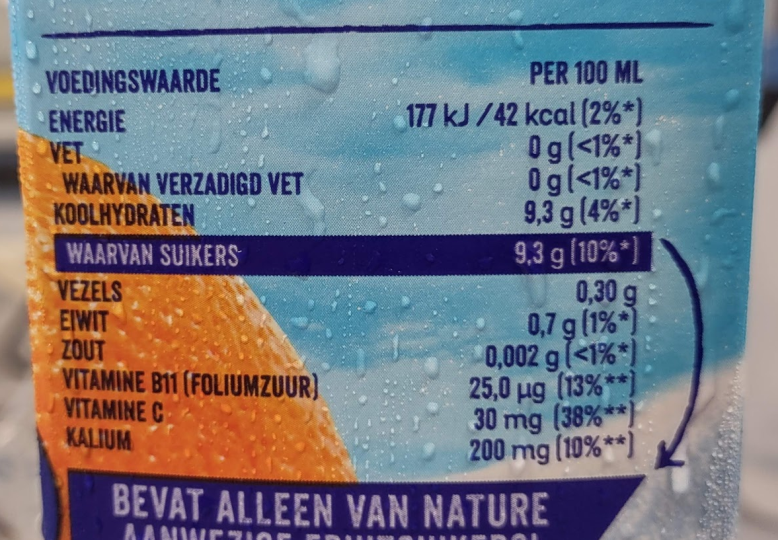 VOEDINGSWAARDE PER 100 ML
ENERGIE 177 kJ / 42 kcal (2%*)
VET 0 g (<1%*)
WAARVAN VERZADIGD VET 0 g (<1%*)
KOOLHYDRATEN 9,3 g (4%*)
WAARVAN SUIKERS 9,3 g (10%*)
VEZELS 0,30 g
EIWIT 0,7 g (1%*)
ZOUT 0,002 g (<1%*)
VITAMINE B11 (FOLIUMZUUR) 25,0 µg (13%**)
VITAMINE C 30 mg (38%**)
KALIUM 200 mg (10%**)
BEVAT ALLEEN VAN NATURE
AANWEZIGE FRUITSUIKERS!